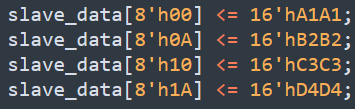 slave_data[8'h00] <= 16'hA1A1;
slave_data[8'h0A] <= 16'hB2B2;
slave_data[8'h10] <= 16'hC3C3;
slave_data[8'h1A] <= 16'hD4D4;